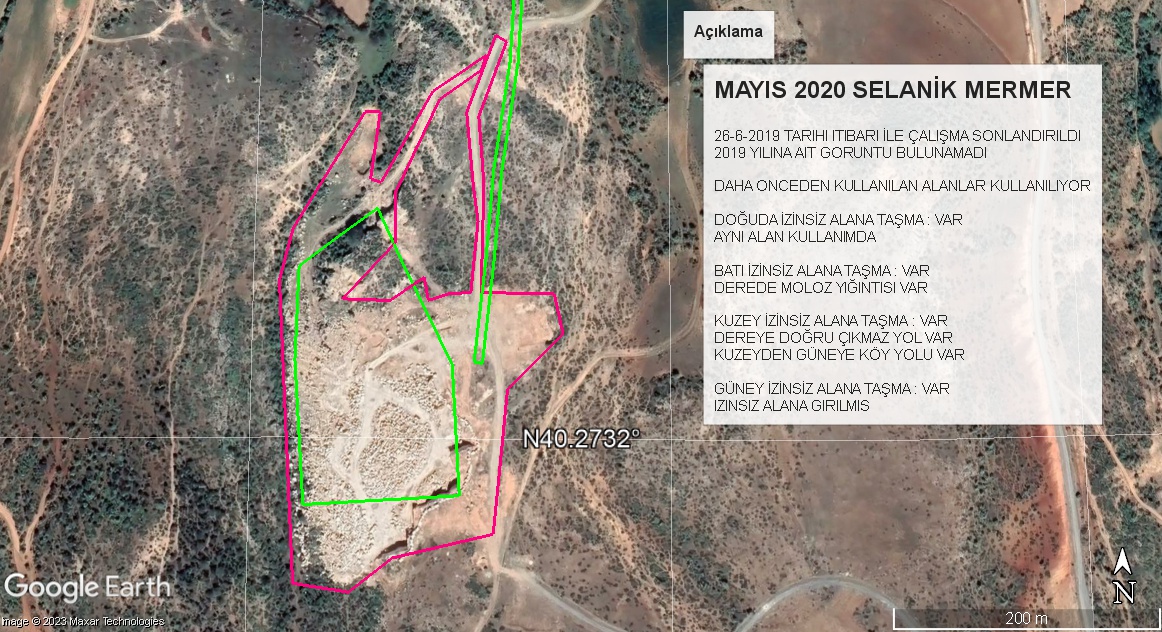 Açıklama
MAYIS 2020 SELANİK MERMER
26-6-2019 TARIHI ITIBARI İLE ÇALIŞMA SONLANDIRILDI
2019 YILINA AIT GORUNTU BULUNAMADI
DAHA ONCEDEN KULLANILAN ALANLAR KULLANILIYOR
DOĞUDA İZİNSİZ ALANA TAŞMA : VAR
AYNI ALAN KULLANIMDA
BATI İZİNSİZ ALANA TAŞMA : VAR
DEREDE MOLOZ YIĞINTISI VAR
KUZEY İZİNSİZ ALANA TAŞMA : VAR
DEREYE DOĞRU ÇIKMAZ YOL VAR
KUZEYDEN GÜNEYE KÖY YOLU VAR
GÜNEY İZİNSİZ ALANA TAŞMA : VAR
IZINSIZ ALANA GIRILMIS
N40.2732°
Google Earth
mage © 2023 Maxar Technologies
N
200 m